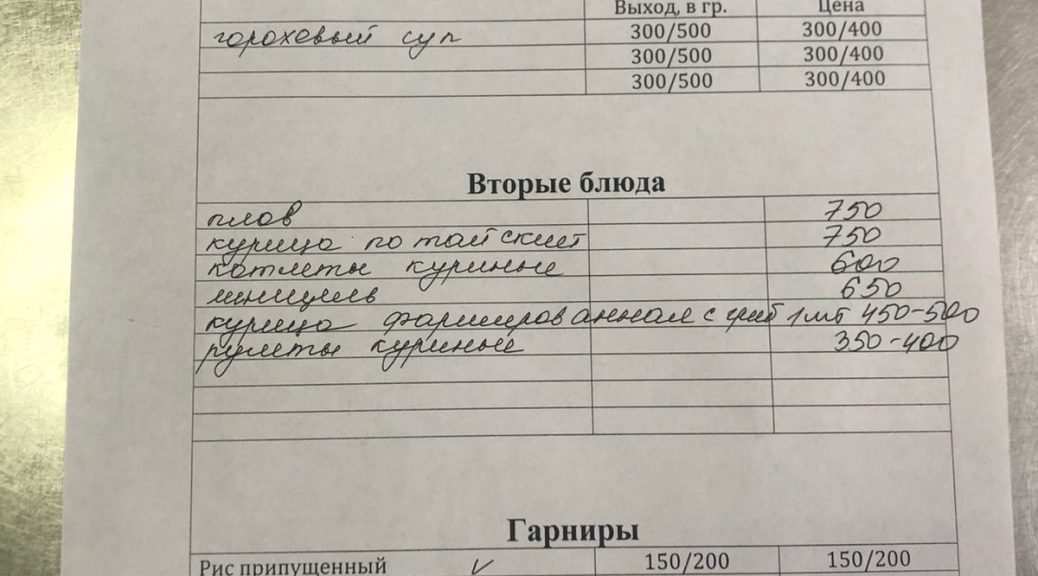 Выход, в гр. Цена
гороховый суп 300/500 300/400
300/500 300/400
300/500 300/400
Вторые блюда
плов 750
курица по тайски 750
котлеты куриные 600
шницель 650
курица фаршированная с гриб 1шт 450-500
рулеты куриные 350-400
Гарниры
Рис припущенный V 150/200 150/200